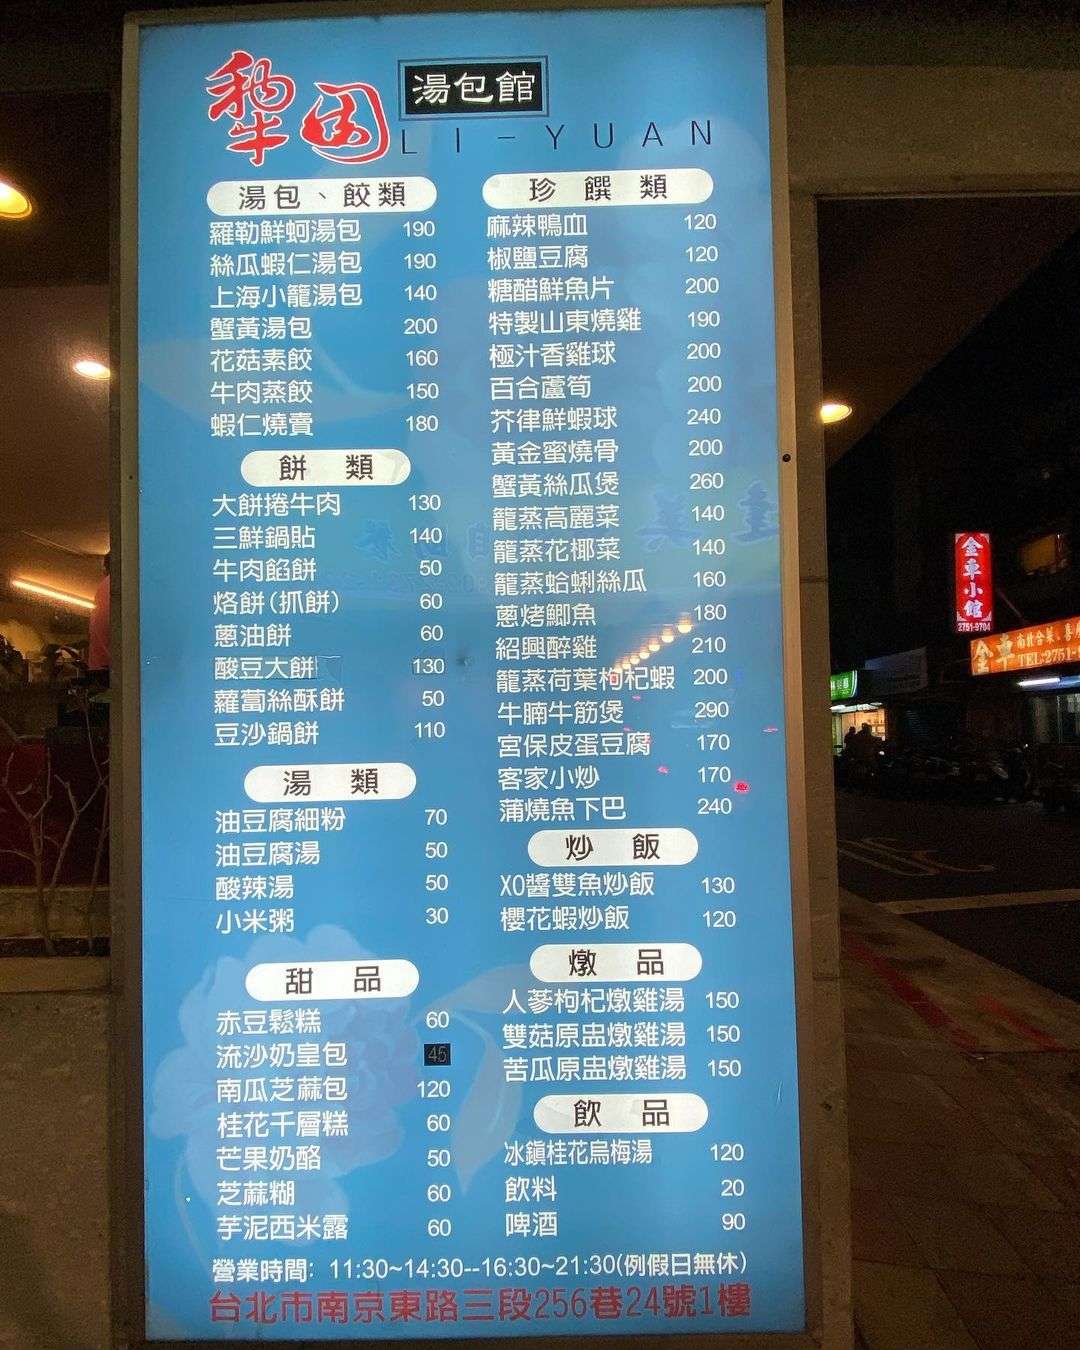 犂園
湯包館
LI-YUAN
湯包、餃類
羅勒鮮蚵湯包 190
絲瓜蝦仁湯包 190
上海小籠湯包 140
蟹黃湯包 200
花菇素餃 160
牛肉蒸餃 150
蝦仁燒賣 180
餅 類
大餅捲牛肉 130
三鮮鍋貼 140
牛肉餡餅 50
烙餅(抓餅) 60
蔥油餅 60
酸豆大餅 130
蘿蔔絲酥餅 50
豆沙鍋餅 110
湯 類
油豆腐細粉 70
油豆腐湯 50
酸辣湯 50
小米粥 30
甜 品
赤豆鬆糕 60
流沙奶皇包 45
南瓜芝蔴包 120
桂花千層糕 60
芒果奶酪 50
芝蔴糊 60
芋泥西米露 60
珍 饌 類
麻辣鴨血 120
椒鹽豆腐 120
糖醋鮮魚片 200
特製山東燒雞 190
極汁香雞球 200
百合蘆筍 200
芥律鮮蝦球 240
黃金蜜燒骨 200
蟹黃絲瓜煲 260
籠蒸高麗菜 140
籠蒸花椰菜 140
籠蒸蛤蜊絲瓜 160
蔥烤鯽魚 180
紹興醉雞 210
籠蒸荷葉枸杞蝦 200
牛腩牛筋煲 290
宮保皮蛋豆腐 170
客家小炒 170
蒲燒魚下巴 240
炒 飯
XO醬雙魚炒飯 130
櫻花蝦炒飯 120
燉 品
人蔘枸杞燉雞湯 150
雙菇原盅燉雞湯 150
苦瓜原盅燉雞湯 150
飲 品
冰鎮桂花烏梅湯 120
飲料 20
啤酒 90
營業時間: 11:30~14:30--16:30~21:30(例假日無休)
台北市南京東路三段256巷24號1樓
金車小館
2751-9704
金車
TEL:2751-